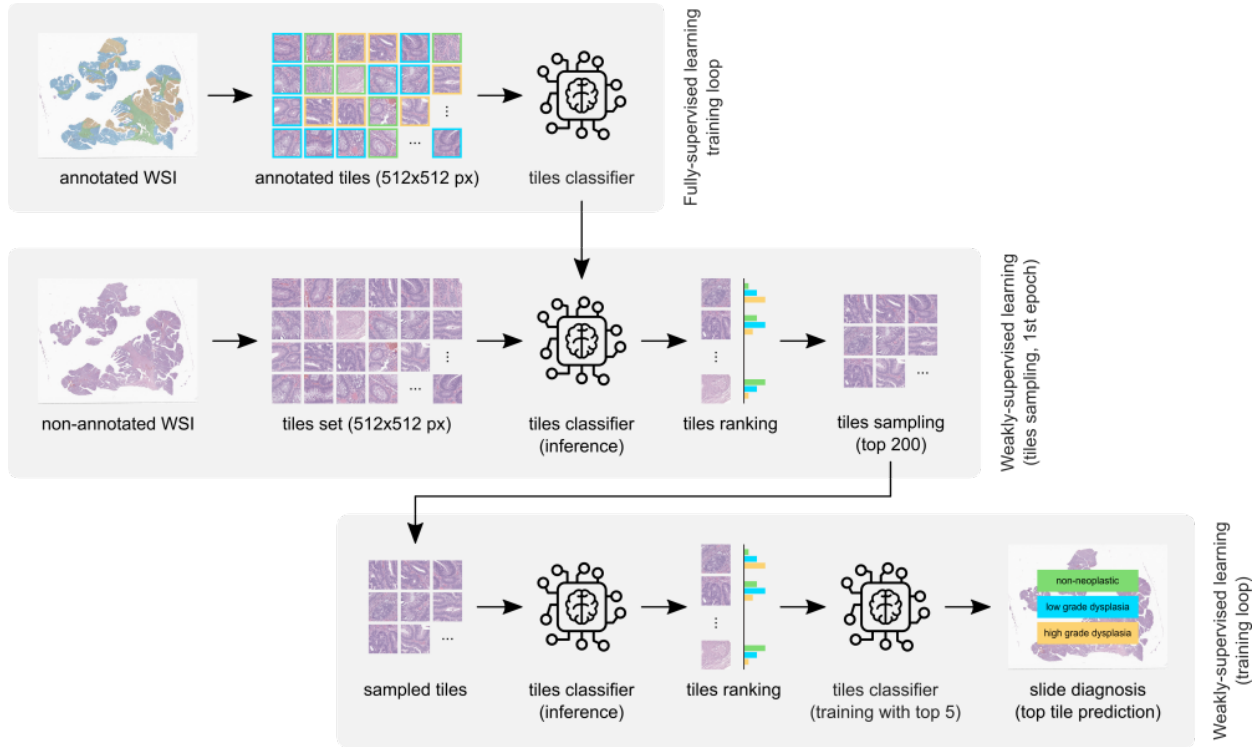 annotated WSI
annotated tiles (512x512 px)
...
...
tiles classifier
Fully-supervised learning
training loop
non-annotated WSI
tiles set (512x512 px)
...
...
tiles classifier
(inference)
...
tiles ranking
...
tiles sampling
(top 200)
Weakly-supervised learning
(tiles sampling, 1st epoch)
...
sampled tiles
tiles classifier
(inference)
...
tiles ranking
tiles classifier
(training with top 5)
non-neoplastic
low grade dysplasia
high grade dysplasia
slide diagnosis
(top tile prediction)
Weakly-supervised learning
(training loop)